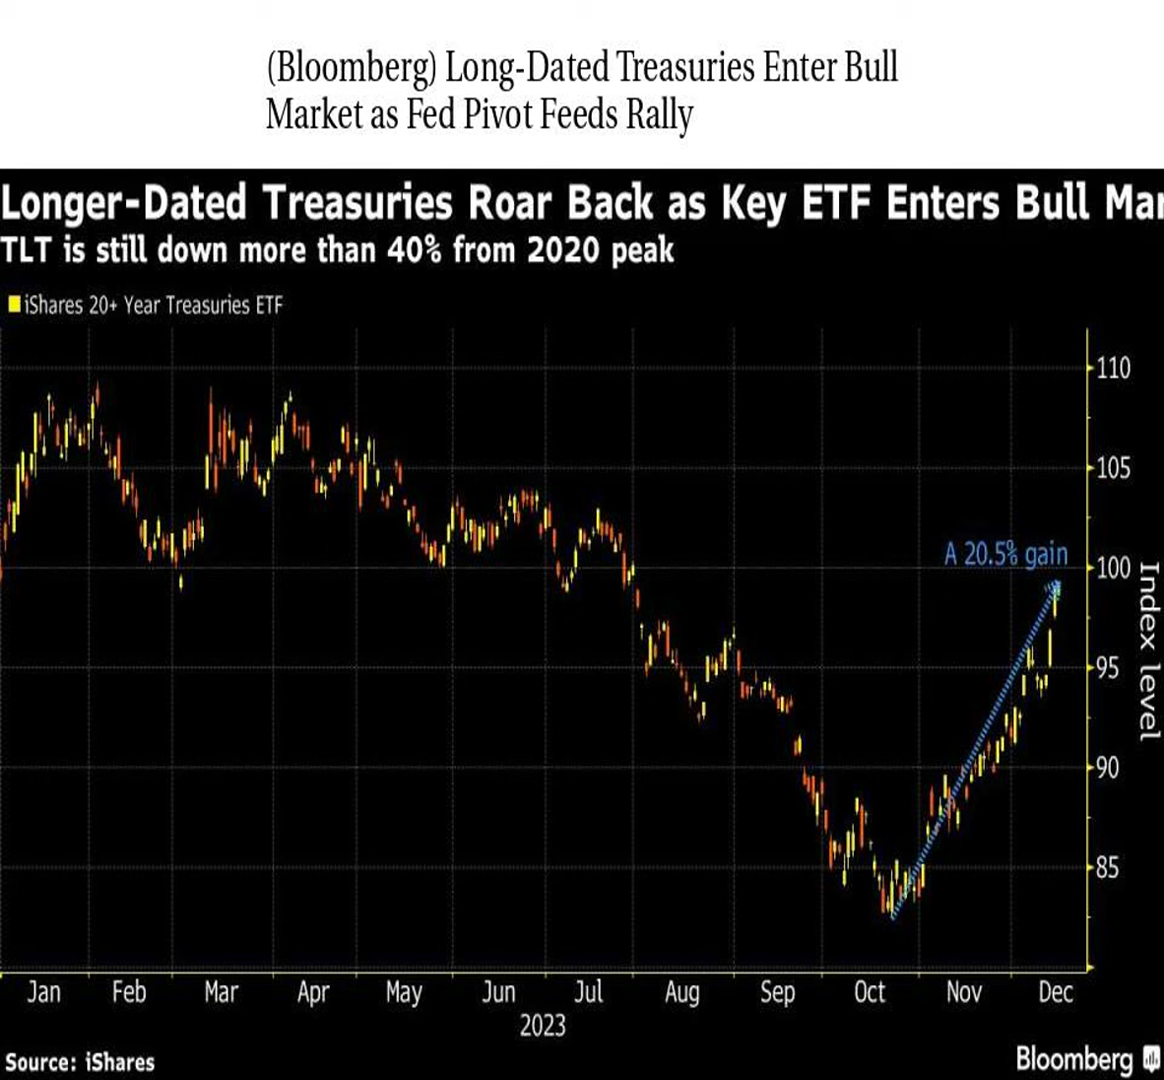 (Bloomberg) Long-Dated Treasuries Enter Bull
Market as Fed Pivot Feeds Rally
Longer-Dated Treasuries Roar Back as Key ETF Enters Bull Mar
TLT is still down more than 40% from 2020 peak
iShares 20+ Year Treasuries ETF
110
105
A 20.5% gain
100
95
90
85
Index level
Jan Feb Mar Apr May Jun Jul Aug Sep Oct Nov Dec
2023
Source: iShares
Bloomberg